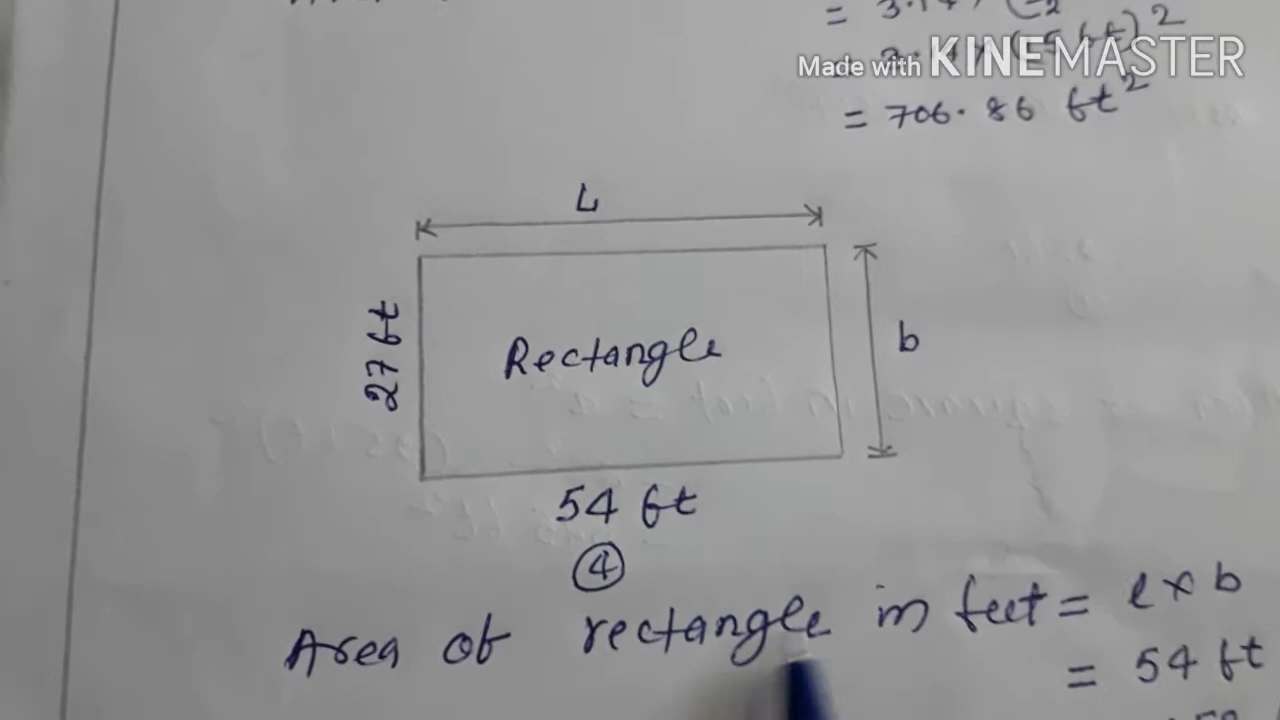 Made with KINEMASTER
= 706.86 ft²
L
27 ft
Rectangle
b
54 ft
④
Area of rectangle in feet = l x b
= 54 ft